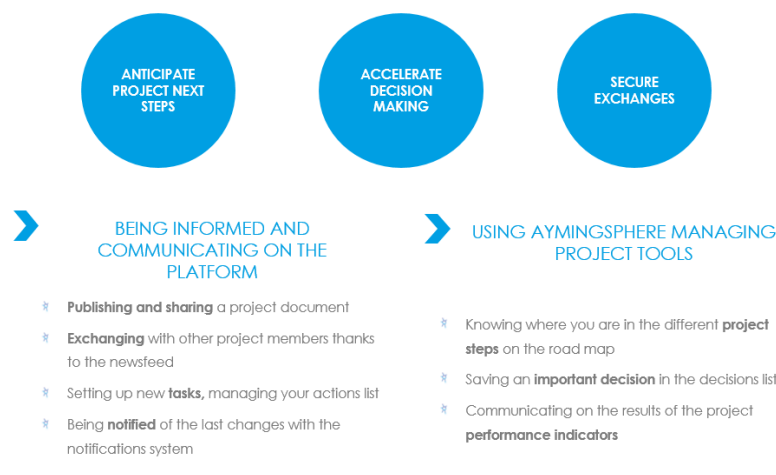 ANTICIPATE
PROJECT NEXT
STEPS
ACCELERATE
DECISION
MAKING
SECURE
EXCHANGES
BEING INFORMED AND
COMMUNICATING ON THE
PLATFORM
Publishing and sharing a project document
Exchanging with other project members thanks
to the newsfeed
Setting up new tasks, managing your actions list
Being notified of the last changes with the
notifications system
USING AYMINGSPHERE MANAGING
PROJECT TOOLS
Knowing where you are in the different project
steps on the road map
Saving an important decision in the decisions list
Communicating on the results of the project
performance indicators